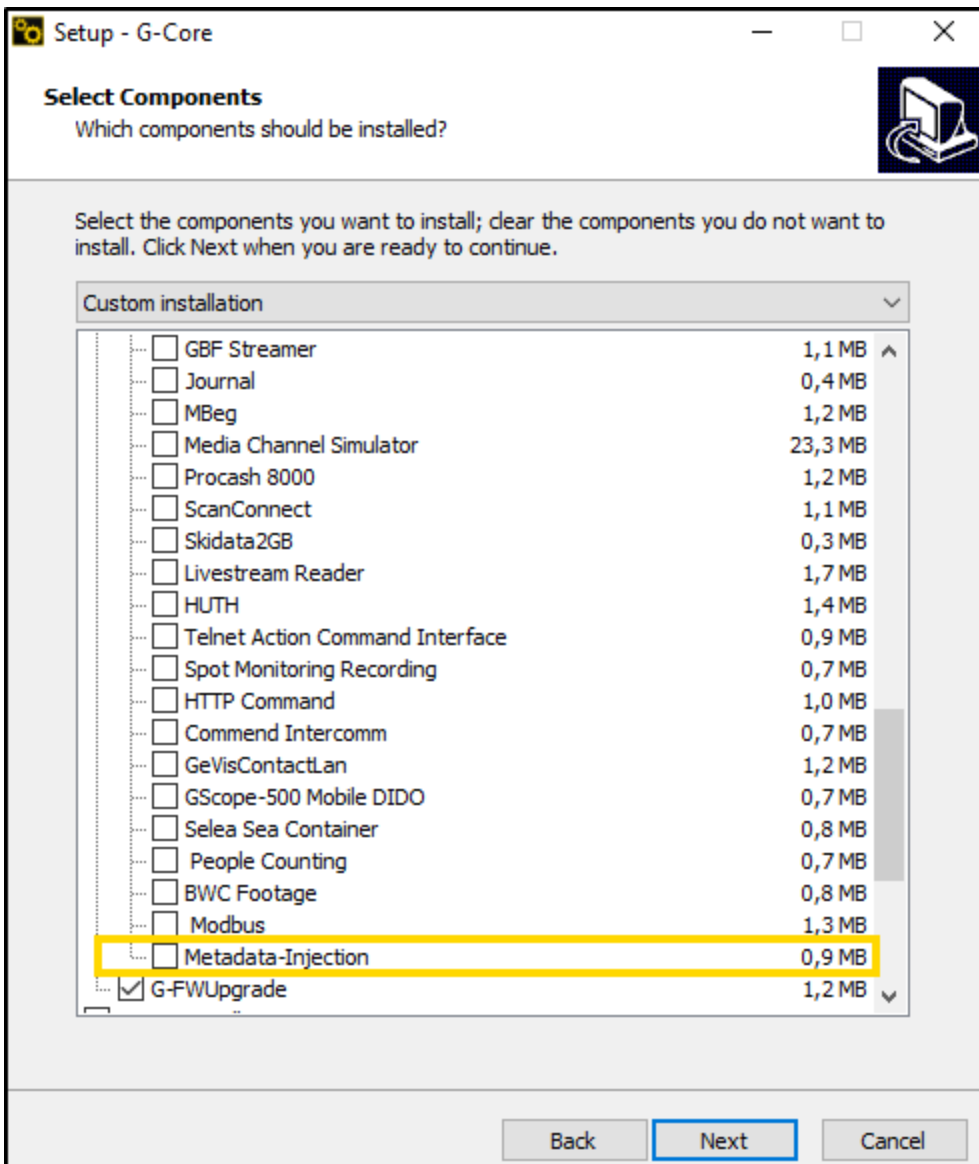 Setup - G-Core
Select Components
Which components should be installed?
Select the components you want to install; clear the components you do not want to
install. Click Next when you are ready to continue.
Custom installation
GBF Streamer 1,1 MB
Journal 0,4 MB
MBeg 1,2 MB
Media Channel Simulator 23,3 MB
Procash 8000 1,2 MB
ScanConnect 1,1 MB
Skidata2GB 0,3 MB
Livestream Reader 1,7 MB
HUTH 1,4 MB
Telnet Action Command Interface 0,9 MB
Spot Monitoring Recording 0,7 MB
HTTP Command 1,0 MB
Commend Intercomm 0,7 MB
GeVisContactLan 1,2 MB
GScope-500 Mobile DIDO 0,7 MB
Selea Sea Container 0,8 MB
People Counting 0,7 MB
BWC Footage 0,8 MB
Modbus 1,3 MB
Metadata-Injection 0,9 MB
G-FWUpgrade 1,2 MB
Back Next Cancel